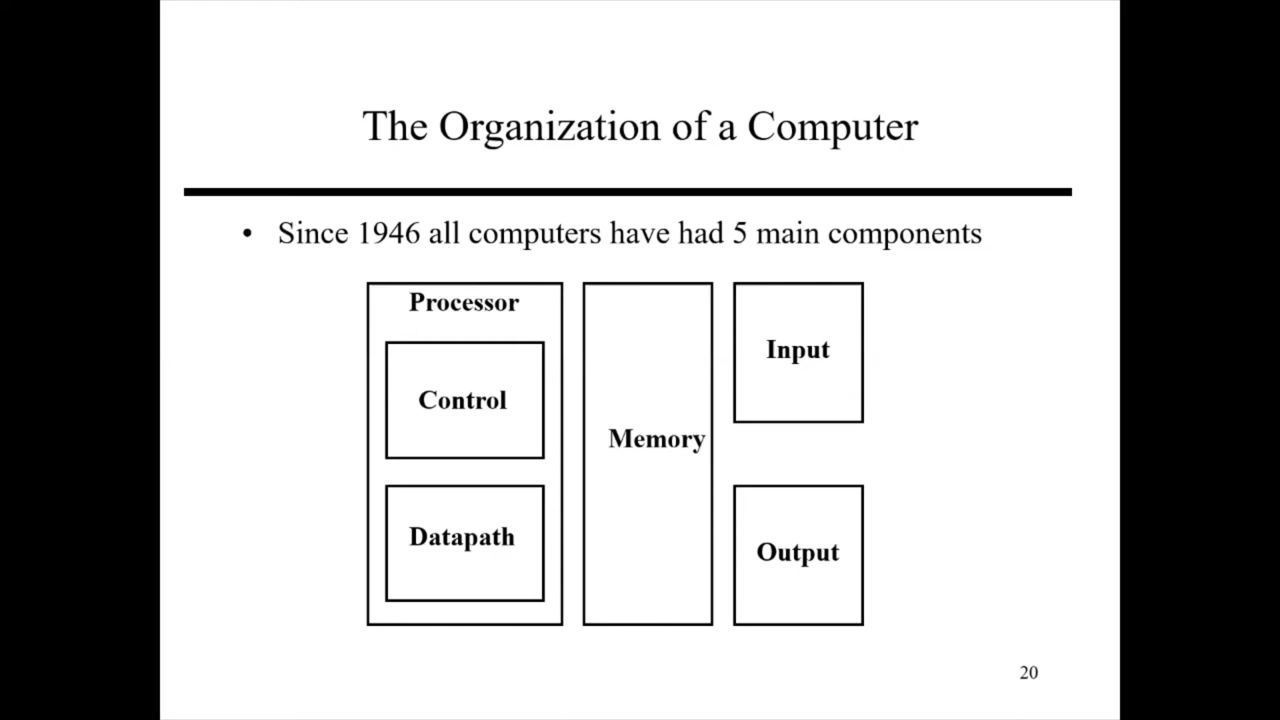 The Organization of a Computer
• Since 1946 all computers have had 5 main components
Processor
Control
Datapath
Memory
Input
Output
20